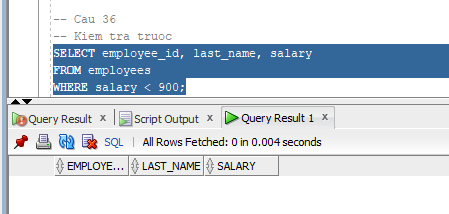 -- Cau 36
-- Kiem tra truoc
SELECT employee_id, last_name, salary
FROM employees
WHERE salary < 900;
Query Result x Script Output x Query Result 1 x
SQL | All Rows Fetched: 0 in 0.004 seconds
EMPLOYE... LAST_NAME SALARY